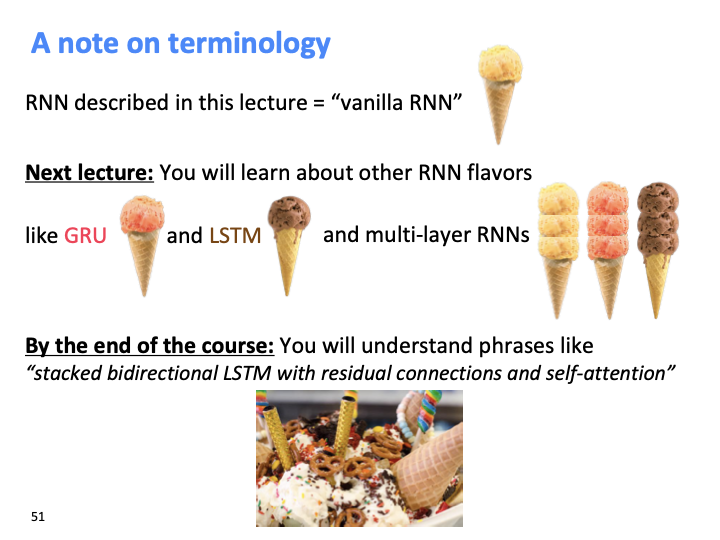 A note on terminology
RNN described in this lecture = “vanilla RNN”
Next lecture: You will learn about other RNN flavors
like GRU and LSTM and multi-layer RNNs
By the end of the course: You will understand phrases like
“stacked bidirectional LSTM with residual connections and self-attention”
51